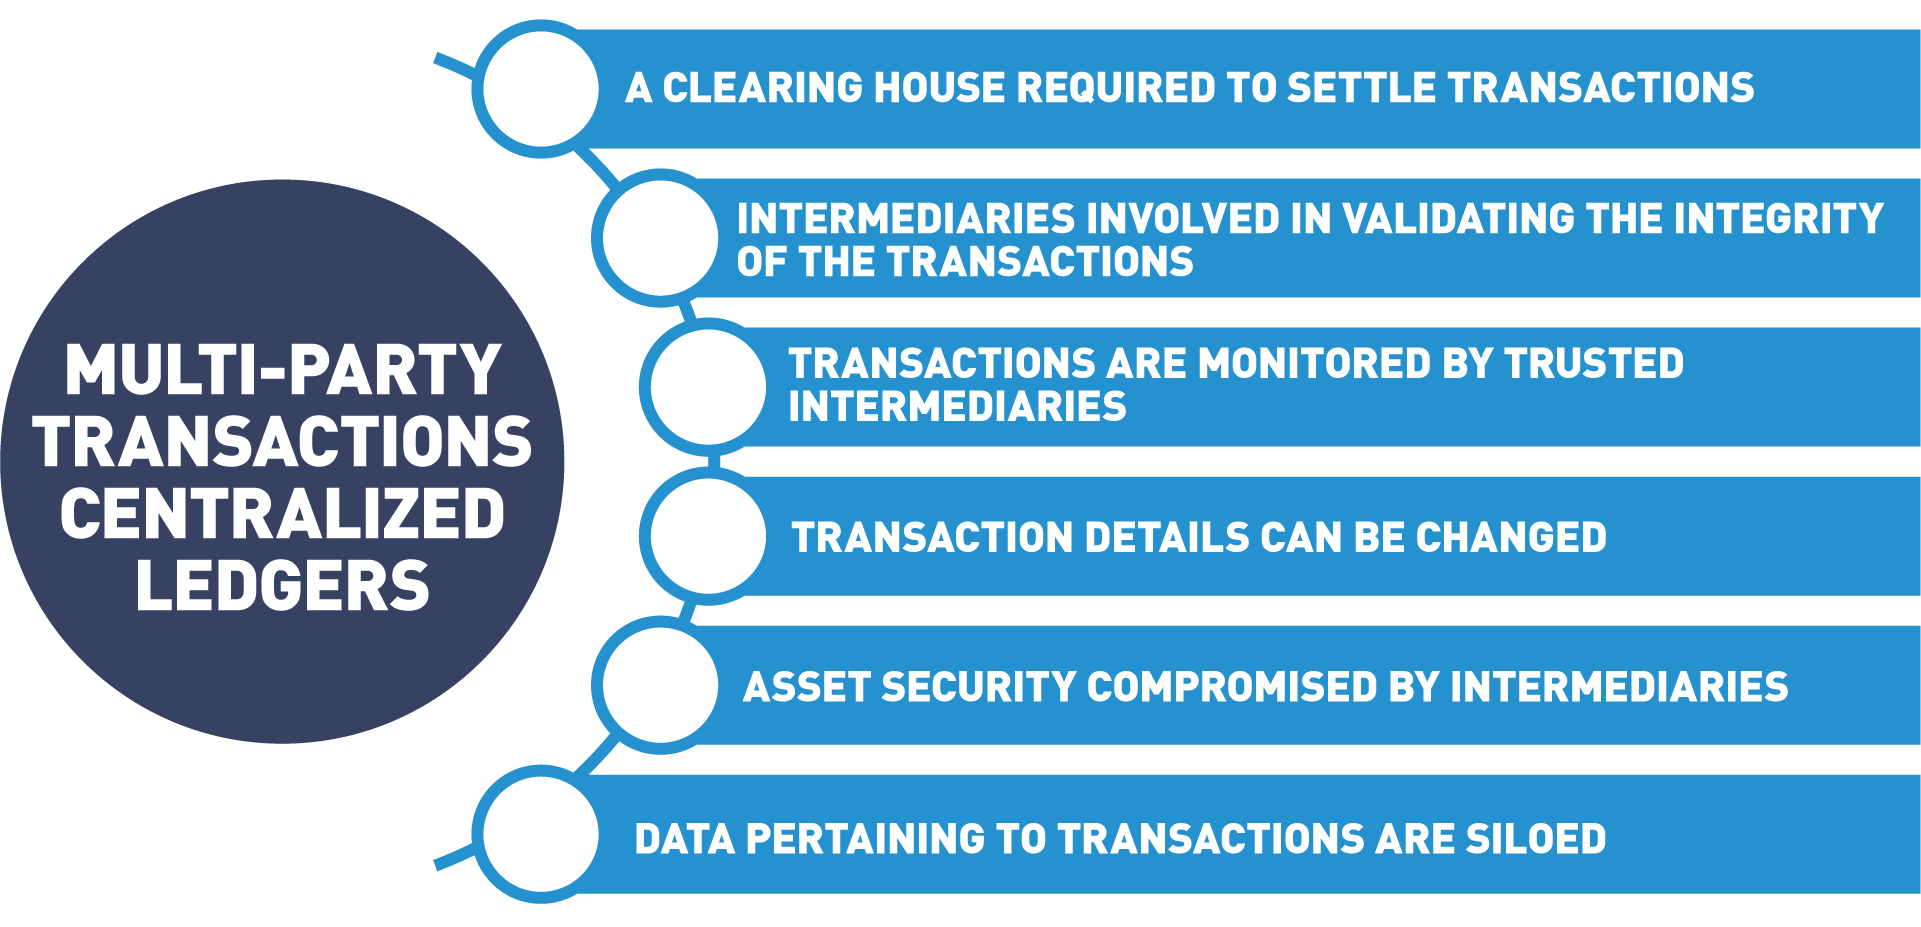 MULTI-PARTY
TRANSACTIONS
CENTRALIZED
LEDGERS
A CLEARING HOUSE REQUIRED TO SETTLE TRANSACTIONS
INTERMEDIARIES INVOLVED IN VALIDATING THE INTEGRITY
OF THE TRANSACTIONS
TRANSACTIONS ARE MONITORED BY TRUSTED
INTERMEDIARIES
TRANSACTION DETAILS CAN BE CHANGED
ASSET SECURITY COMPROMISED BY INTERMEDIARIES
DATA PERTAINING TO TRANSACTIONS ARE SILOED